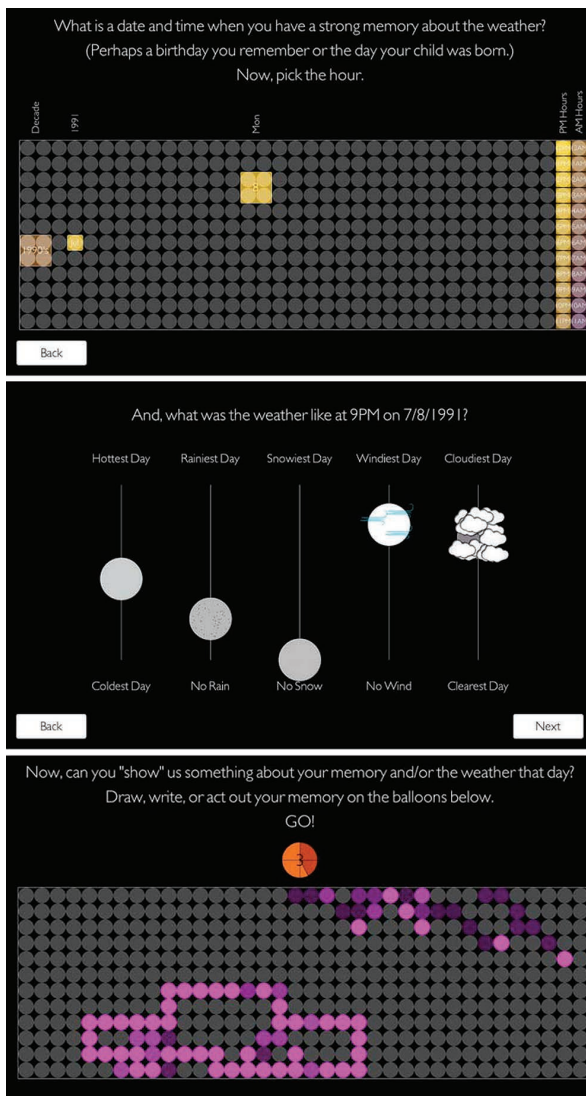 What is a date and time when you have a strong memory about the weather?
(Perhaps a birthday you remember or the day your child was born.)
Now, pick the hour.
Decade
1991
Mon
PM Hours
AM Hours
8
1990's
Back
And, what was the weather like at 9PM on 7/8/1991?
Hottest Day Rainiest Day Snowiest Day Windiest Day Cloudiest Day
Coldest Day No Rain No Snow No Wind Clearest Day
Back Next
Now, can you "show" us something about your memory and/or the weather that day?
Draw, write, or act out your memory on the balloons below.
GO!
3